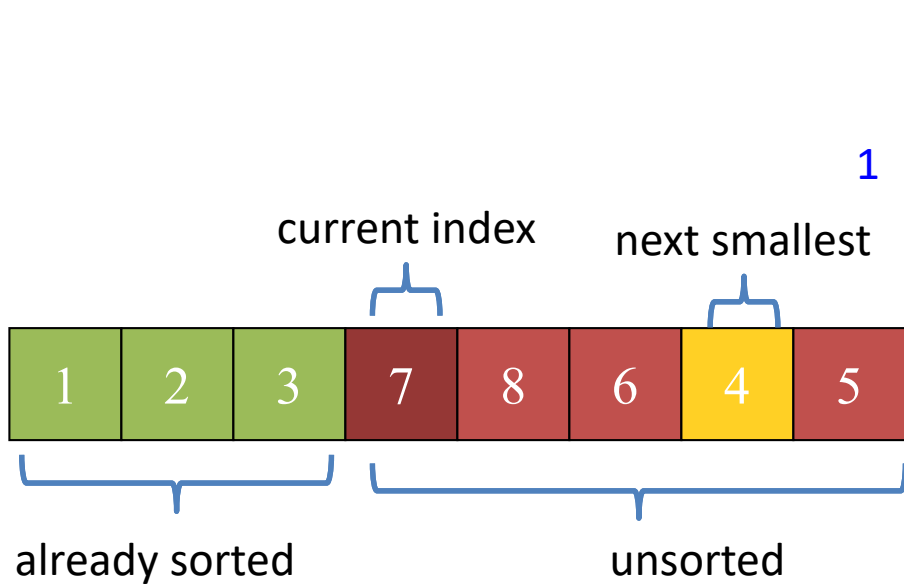 1
current index
next smallest
1 2 3 7 8 6 4 5
already sorted
unsorted